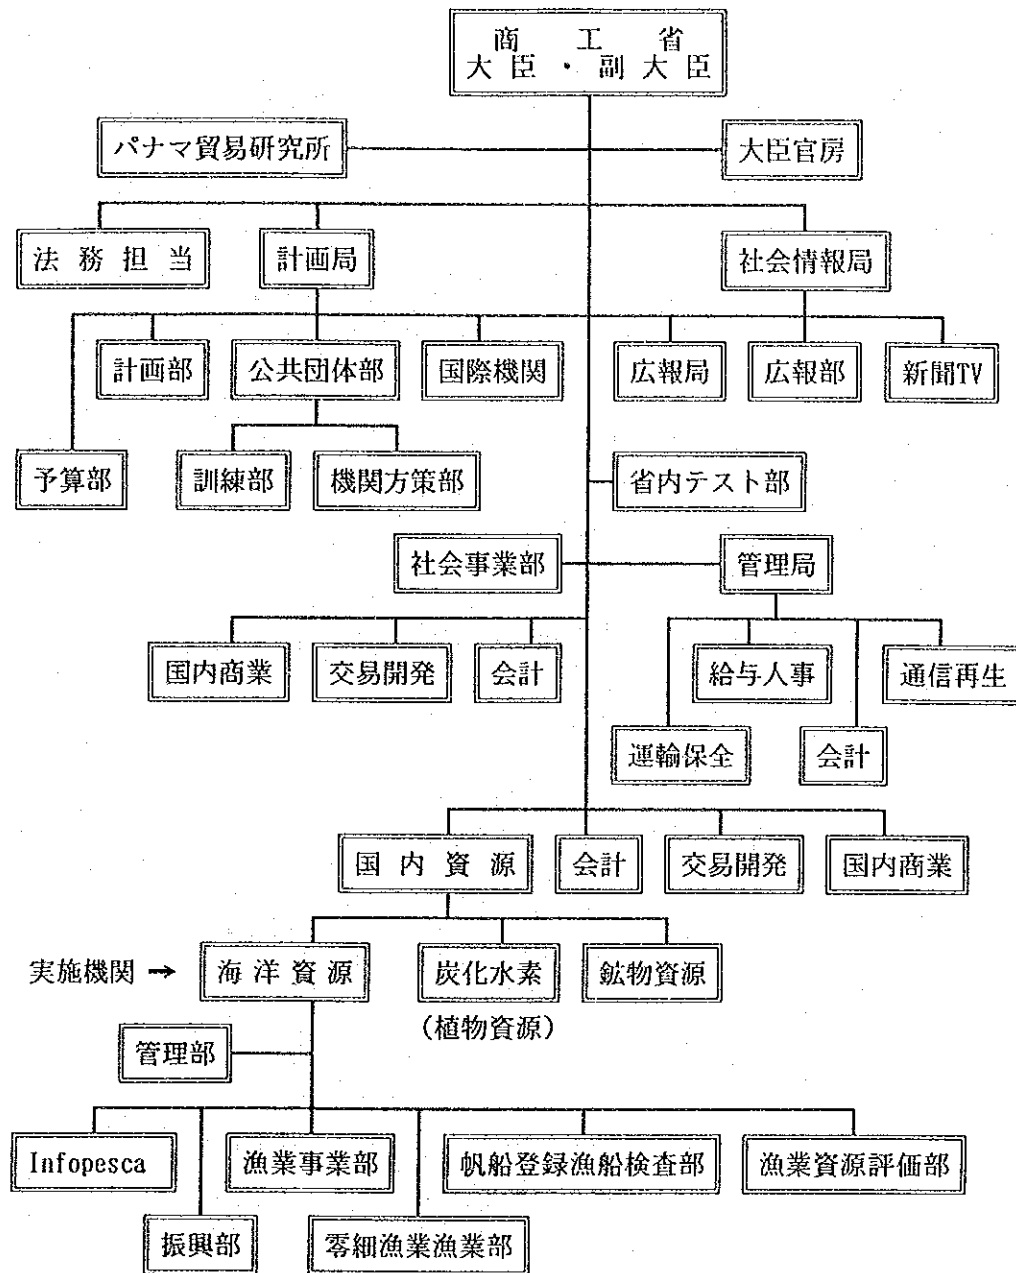 商 工 省
大 臣 ・ 副 大 臣
パナマ貿易研究所
大臣官房
法 務 担 当
計画局
社会情報局
計画部
公共団体部
国際機関
広報局
広報部
新聞TV
予算部
訓練部
機関方策部
省内テスト部
社会事業部
管理局
国内商業
交易開発
会計
給与人事
通信再生
運輸保全
会計
国 内 資 源
会計
交易開発
国内商業
実施機関 →
海 洋 資 源
炭化水素
鉱物資源
(植物資源)
管理部
Infopesca
漁業事業部
帆船登録漁船検査部
漁業資源評価部
振興部
零細漁業漁業部